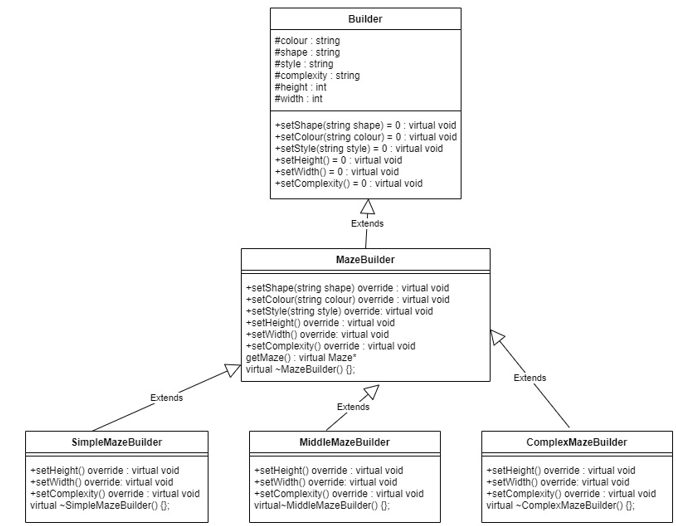 Builder
#colour : string
#shape : string
#style : string
#complexity : string
#height : int
#width : int
+setShape(string shape) = 0 : virtual void
+setColour(string colour) = 0 : virtual void
+setStyle(string style) = 0 : virtual void
+setHeight() = 0 : virtual void
+setWidth() = 0 : virtual void
+setComplexity() = 0 : virtual void
Extends
MazeBuilder
+setShape(string shape) override : virtual void
+setColour(string colour) override : virtual void
+setStyle(string style) override: virtual void
+setHeight() override : virtual void
+setWidth() override: virtual void
+setComplexity() override : virtual void
getMaze() : virtual Maze*
virtual ~MazeBuilder() {};
Extends
Extends
Extends
SimpleMazeBuilder
+setHeight() override : virtual void
+setWidth() override: virtual void
+setComplexity() override : virtual void
virtual ~SimpleMazeBuilder() {};
MiddleMazeBuilder
+setHeight() override : virtual void
+setWidth() override: virtual void
+setComplexity() override : virtual void
virtual~MiddleMazeBuilder() {};
ComplexMazeBuilder
+setHeight() override : virtual void
+setWidth() override: virtual void
+setComplexity() override : virtual void
virtual ~ComplexMazeBuilder() {};